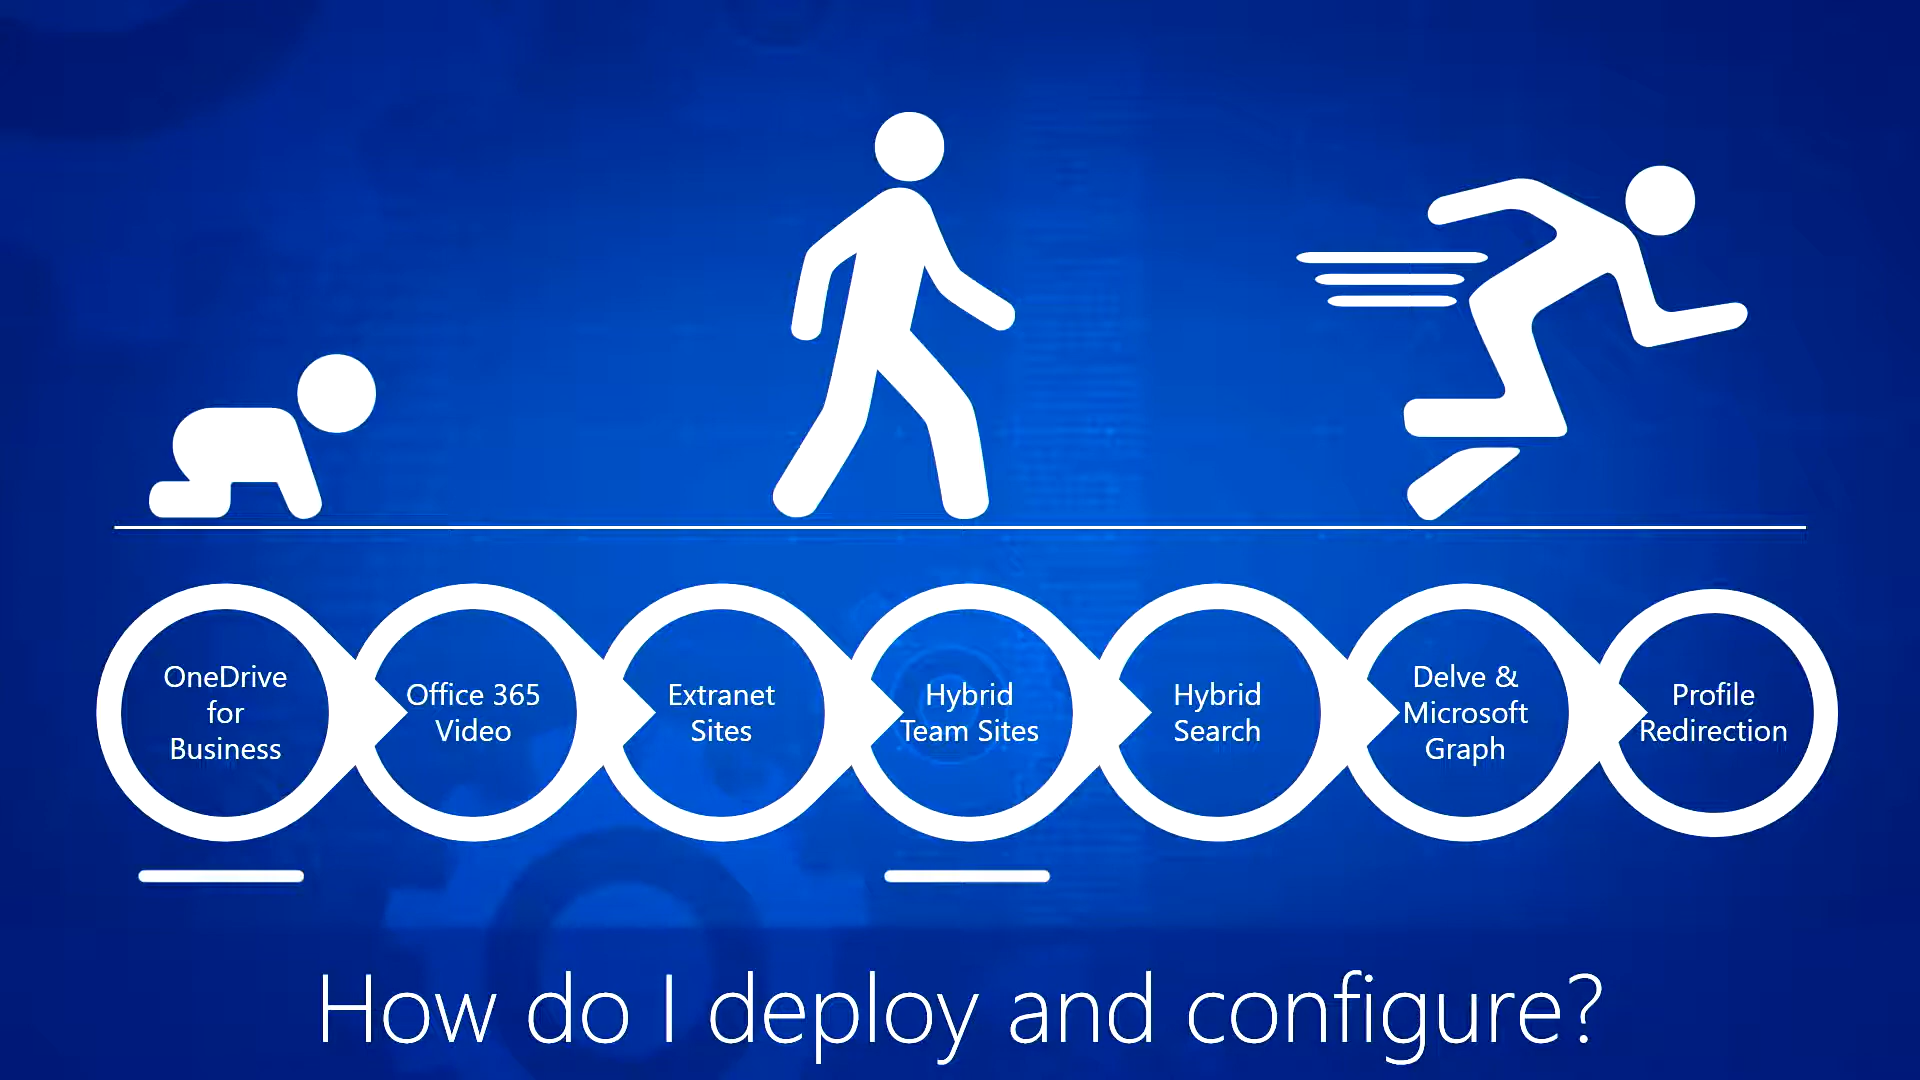 OneDrive
for
Business
Office 365
Video
Extranet
Sites
Hybrid
Team Sites
Hybrid
Search
Delve &
Microsoft
Graph
Profile
Redirection
How do I deploy and configure?